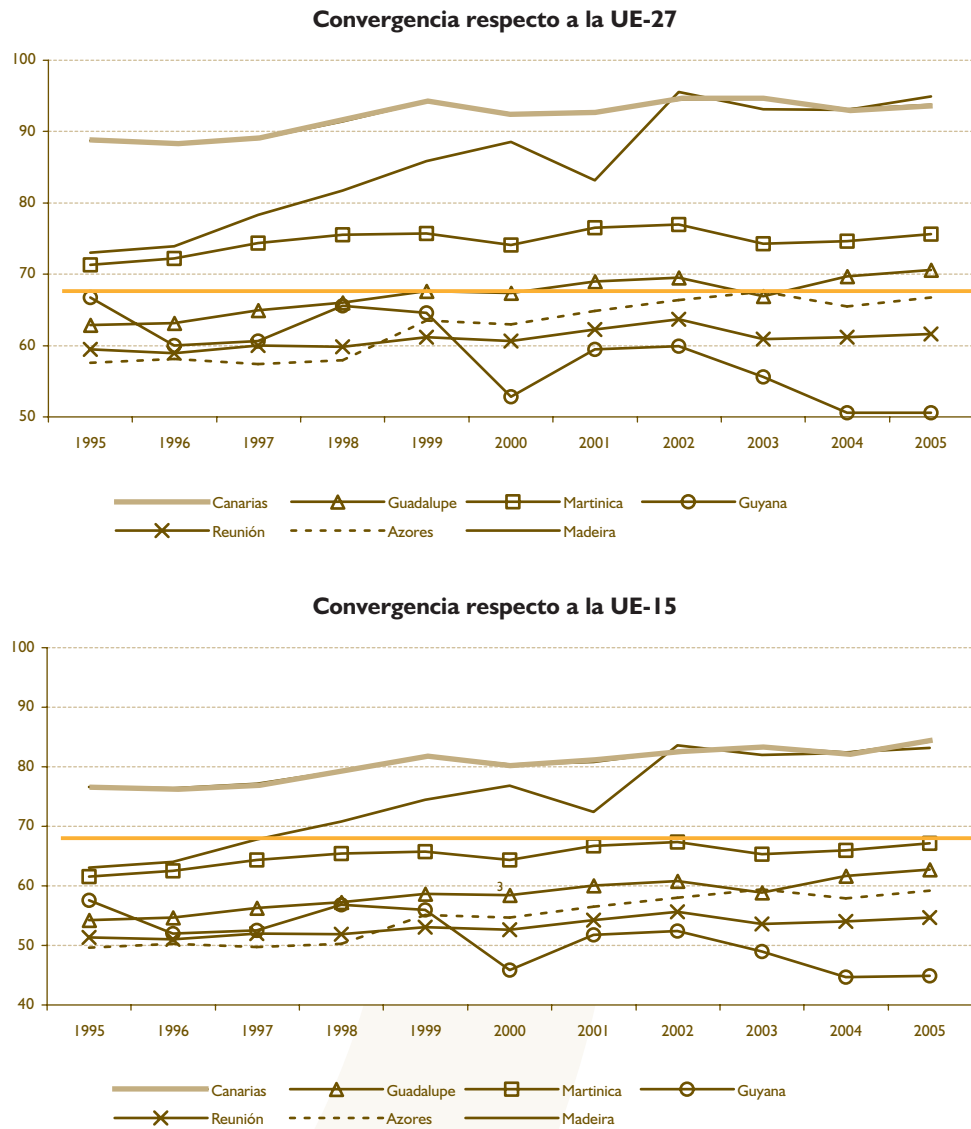 Convergencia respecto a la UE-27
100
90
80
70
60
50
1995 1996 1997 1998 1999 2000 2001 2002 2003 2004 2005
Canarias Guadalupe Martinica Guyana
Reunión Azores Madeira
Convergencia respecto a la UE-15
100
90
80
70
60
3
50
40
1995 1996 1997 1998 1999 2000 2001 2002 2003 2004 2005
Canarias Guadalupe Martinica Guyana
Reunión Azores Madeira